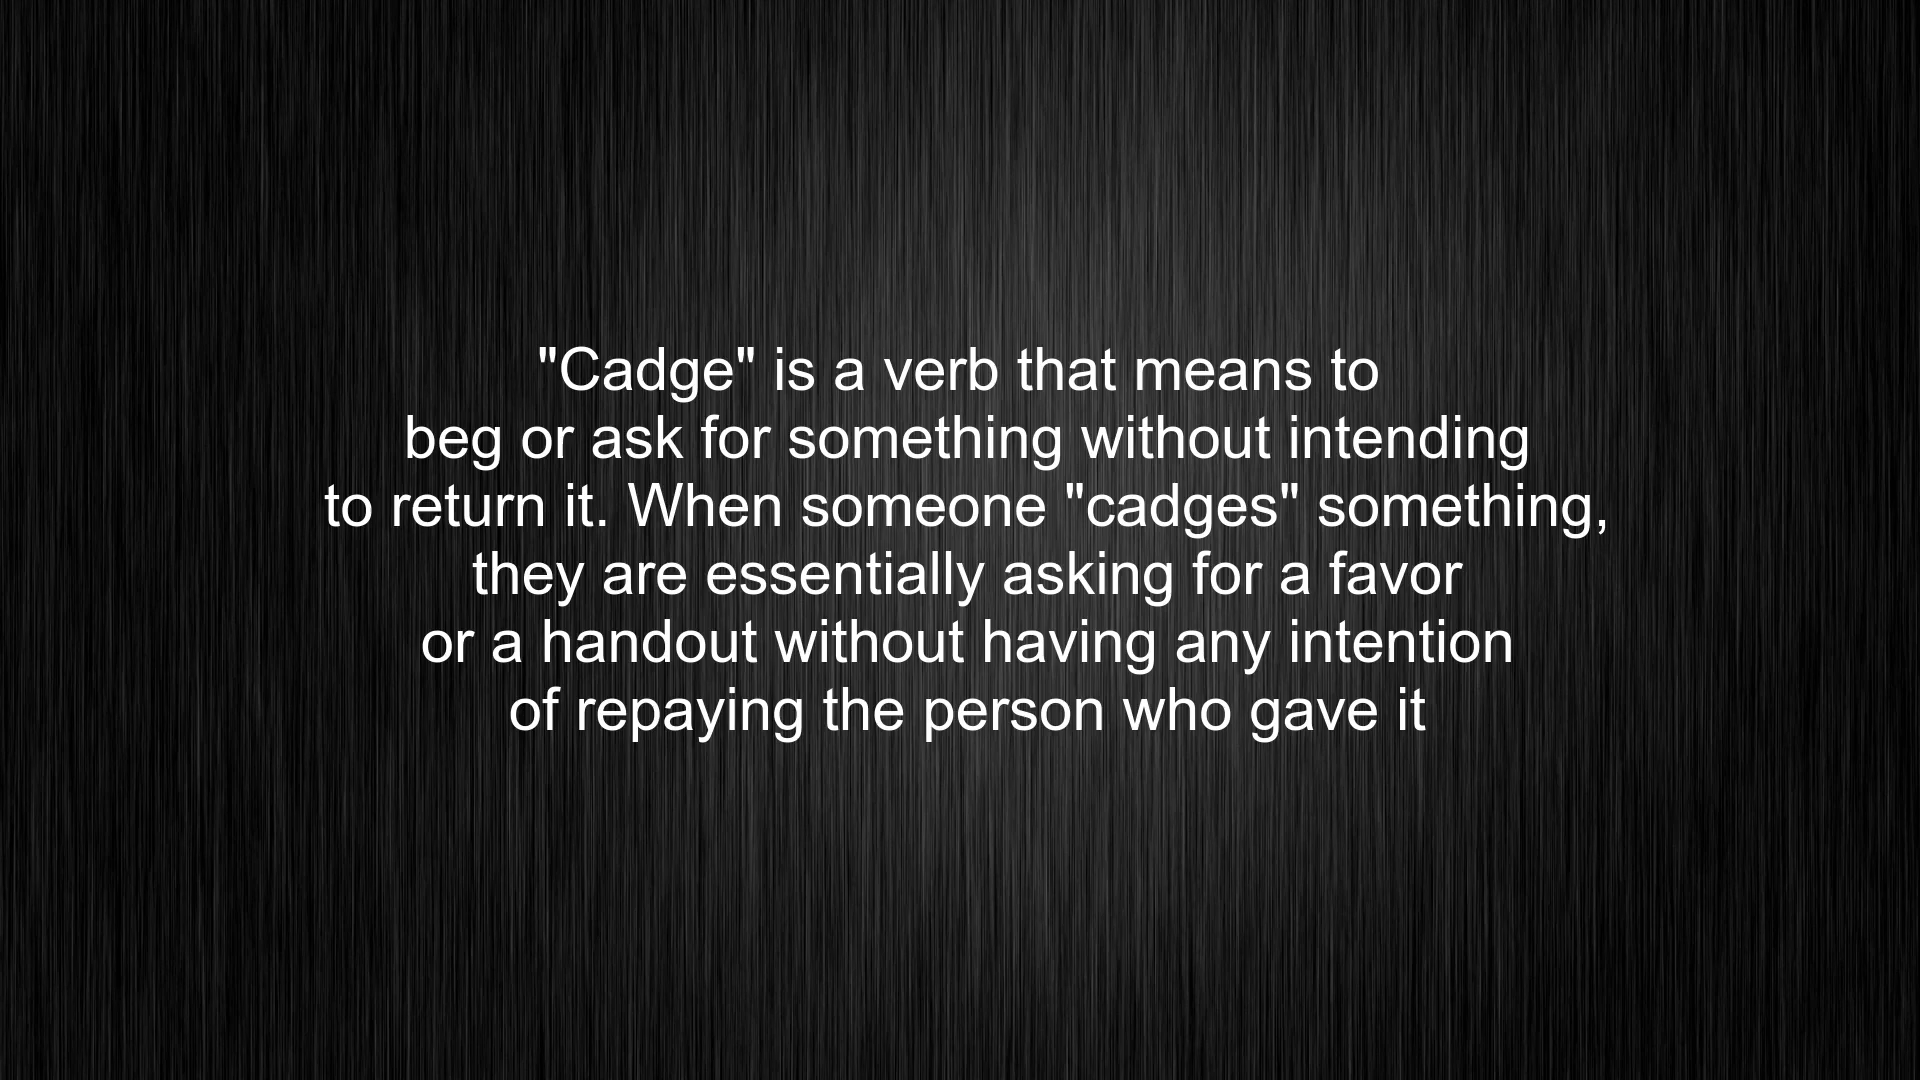 "Cadge" is a verb that means to
beg or ask for something without intending
to return it. When someone "cadges" something,
they are essentially asking for a favor
or a handout without having any intention
of repaying the person who gave it